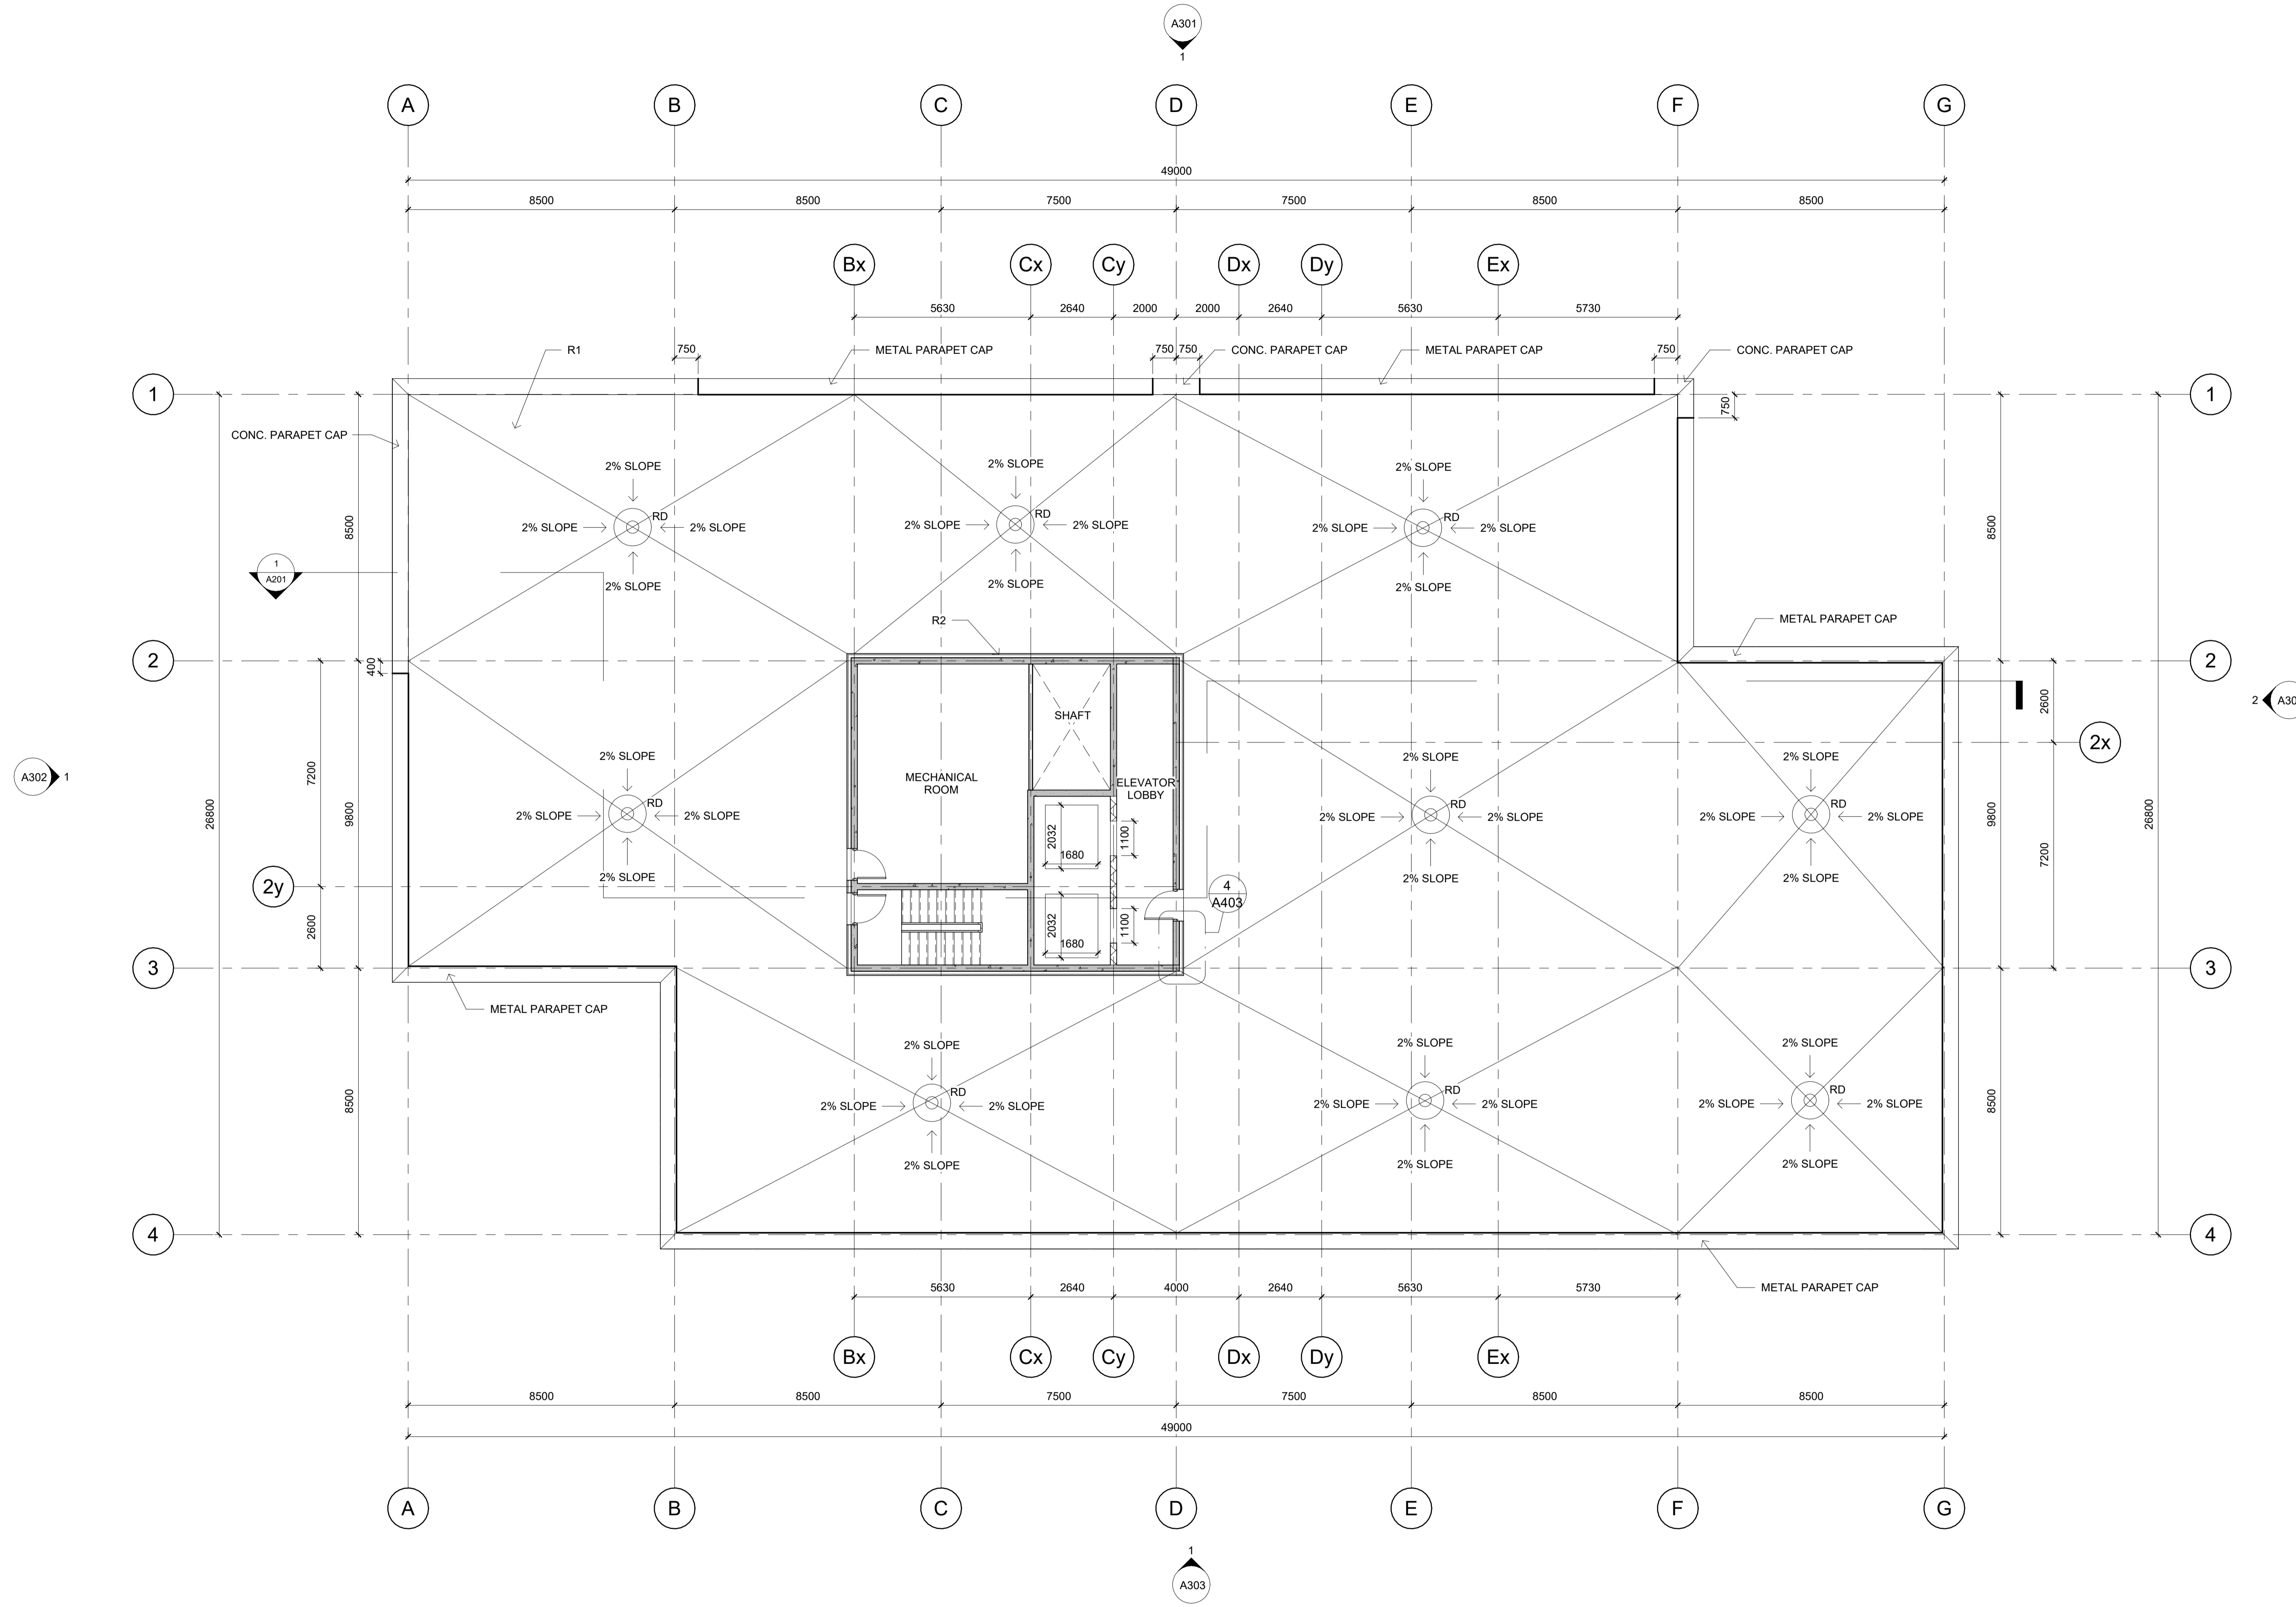 A301
1
A
B
C
D
E
F
G
49000
8500
8500
7500
7500
8500
8500
Bx
Cx
Cy
Dx
Dy
Ex
5630
2640
2000
2000
2640
5630
5730
R1
750
METAL PARAPET CAP
750
750
CONC. PARAPET CAP
METAL PARAPET CAP
750
CONC. PARAPET CAP
1
1
750
CONC. PARAPET CAP
2% SLOPE
2% SLOPE
2% SLOPE
RD
RD
RD
2% SLOPE
2% SLOPE
2% SLOPE
2% SLOPE
2% SLOPE
2% SLOPE
8500
8500
1
A201
2% SLOPE
2% SLOPE
2% SLOPE
R2
METAL PARAPET CAP
2
400
2
2600
2
A30
SHAFT
2x
2% SLOPE
2% SLOPE
2% SLOPE
A302
1
7200
MECHANICAL
ROOM
ELEVATOR
LOBBY
RD
RD
RD
26800
9800
2% SLOPE
2% SLOPE
2032
1680
1100
2% SLOPE
2% SLOPE
2% SLOPE
2% SLOPE
9800
26800
7200
2% SLOPE
2% SLOPE
2% SLOPE
2y
4
A403
2600
2032
1680
1100
3
3
METAL PARAPET CAP
2% SLOPE
2% SLOPE
2% SLOPE
RD
RD
RD
8500
2% SLOPE
2% SLOPE
2% SLOPE
2% SLOPE
2% SLOPE
2% SLOPE
8500
2% SLOPE
2% SLOPE
2% SLOPE
4
4
5630
2640
4000
2640
5630
5730
METAL PARAPET CAP
Bx
Cx
Cy
Dx
Dy
Ex
8500
8500
7500
7500
8500
8500
49000
A
B
C
D
E
F
G
1
A303